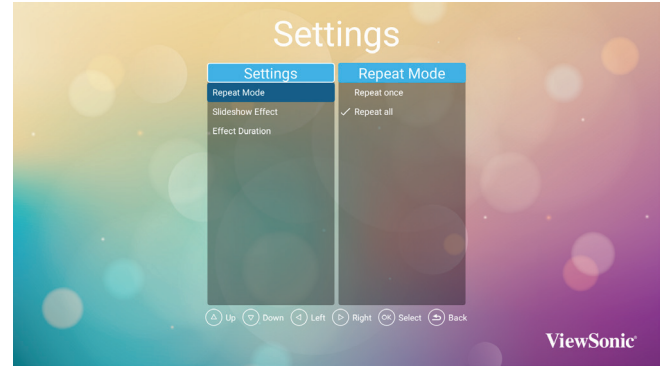 Settings
Settings
Repeat Mode
Slideshow Effect
Effect Duration
Repeat Mode
Repeat once
Repeat all
Up Down Left Right OK Select Back
ViewSonic®